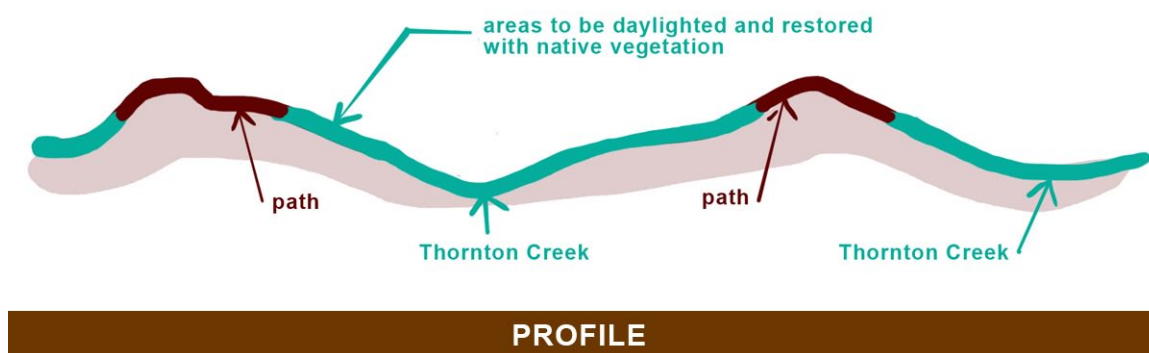 areas to be daylighted and restored
with native vegetation
path
path
Thornton Creek
Thornton Creek
PROFILE